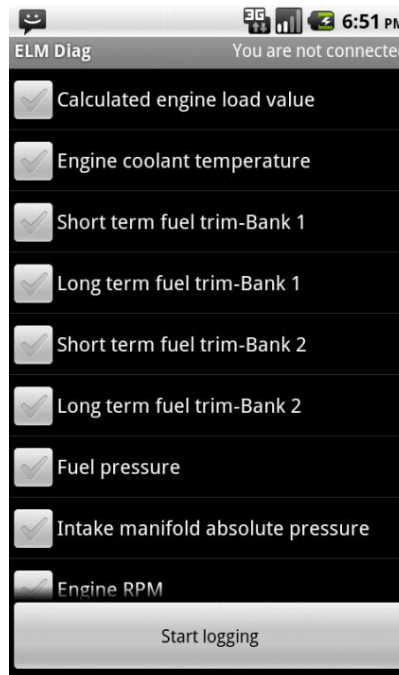 3G 6:51 PM
ELM Diag You are not connected
Calculated engine load value
Engine coolant temperature
Short term fuel trim-Bank 1
Long term fuel trim-Bank 1
Short term fuel trim-Bank 2
Long term fuel trim-Bank 2
Fuel pressure
Intake manifold absolute pressure
Engine RPM
Start logging